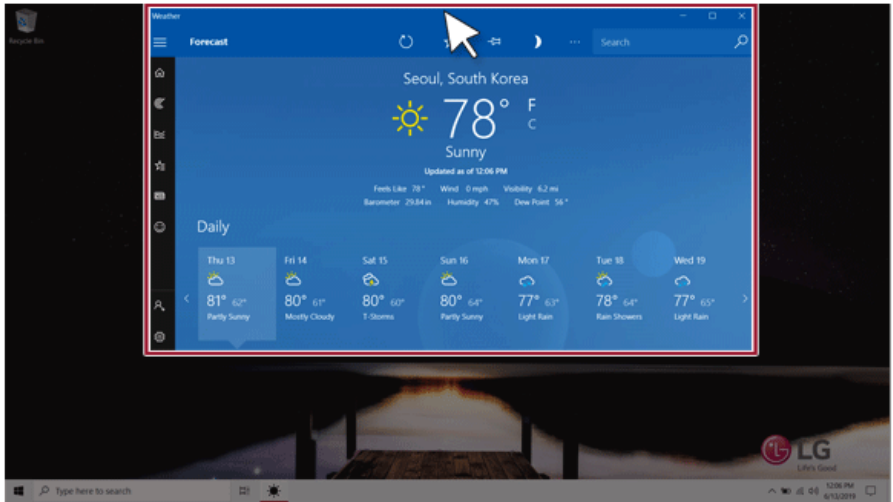 Recycle Bin
Weather
Forecast
Search
Seoul, South Korea
78° F
C
Sunny
Updated as of 12:06 PM
Feels Like 78° Wind 0 mph Visibility 6.2 mi
Barometer 29.84 in Humidity 47% Dew Point 56°
Daily
Thu 13 Fri 14 Sat 15 Sun 16 Mon 17 Tue 18 Wed 19
81° 62° 80° 61° 80° 60° 80° 64° 77° 63° 78° 64° 77° 65°
Partly Sunny Mostly Cloudy T-Storms Partly Sunny Light Rain Rain Showers Light Rain
LG
Life's Good
Type here to search
12:06 PM
6/13/2019